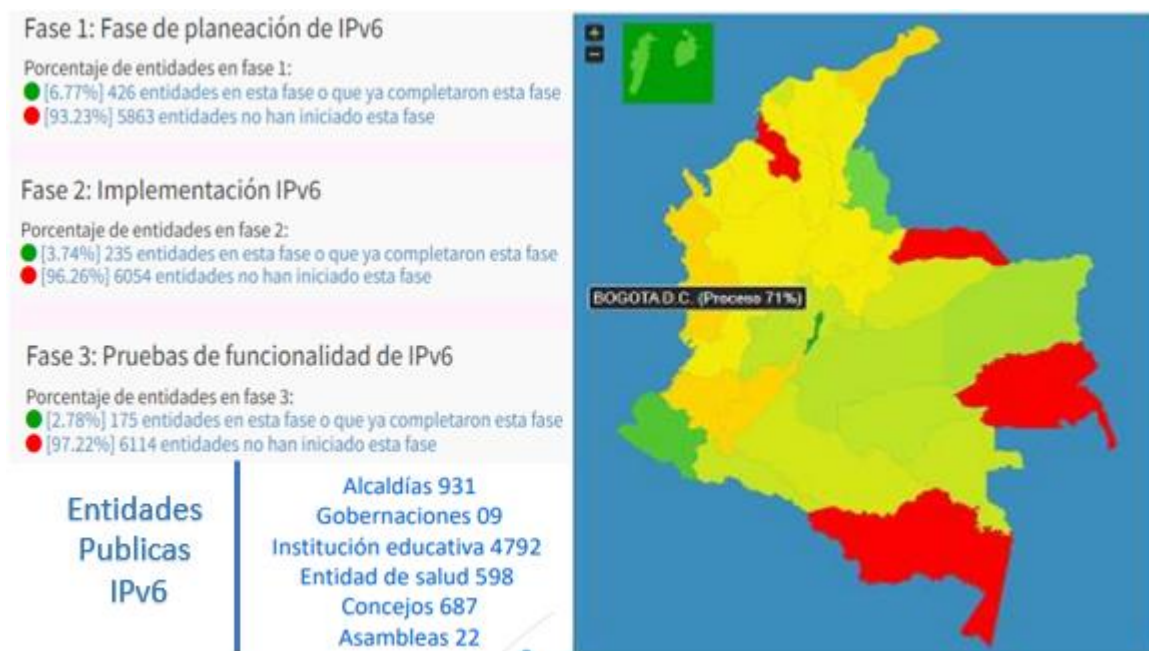 Fase 1: Fase de planeación de IPv6
Porcentaje de entidades en fase 1:
[6.77%] 426 entidades en esta fase o que ya completaron esta fase
[93.23%] 5863 entidades no han iniciado esta fase
Fase 2: Implementación IPv6
Porcentaje de entidades en fase 2:
[3.74%] 235 entidades en esta fase o que ya completaron esta fase
[96.26%] 6054 entidades no han iniciado esta fase
Fase 3: Pruebas de funcionalidad de IPv6
Porcentaje de entidades en fase 3:
[2.78%] 175 entidades en esta fase o que ya completaron esta fase
[97.22%] 6114 entidades no han iniciado esta fase
Entidades
Publicas
IPv6
Alcaldías 931
Gobernaciones 09
Institución educativa 4792
Entidad de salud 598
Concejos 687
Asambleas 22
+
−
BOGOTA D.C. (Proceso 71%)